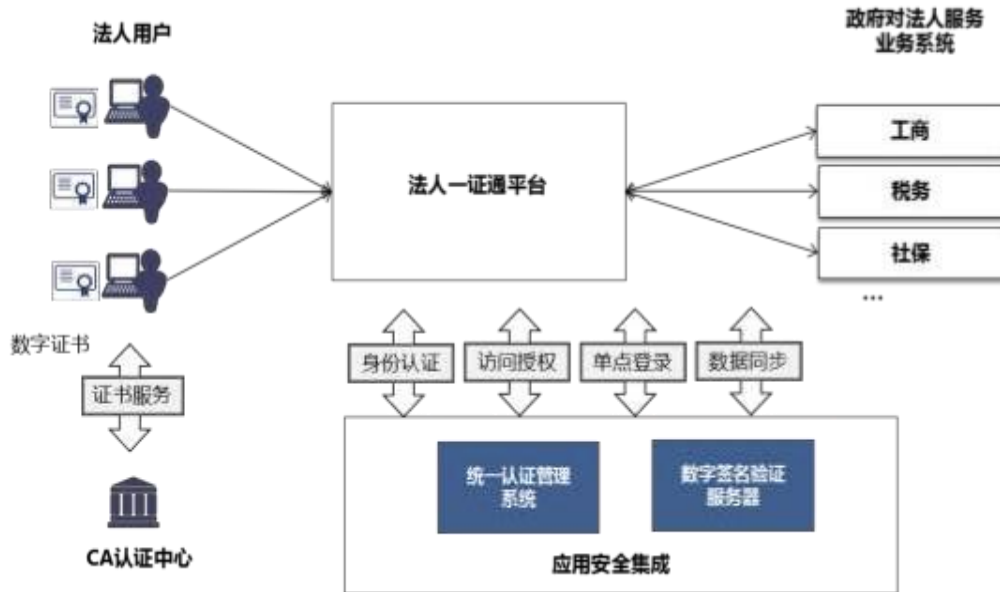 法人用户
政府对法人服务
业务系统
法人一证通平台
工商
税务
社保
...
数字证书
证书服务
身份认证
访问授权
单点登录
数据同步
统一认证管理
系统
数字签名验证
服务器
CA认证中心
应用安全集成